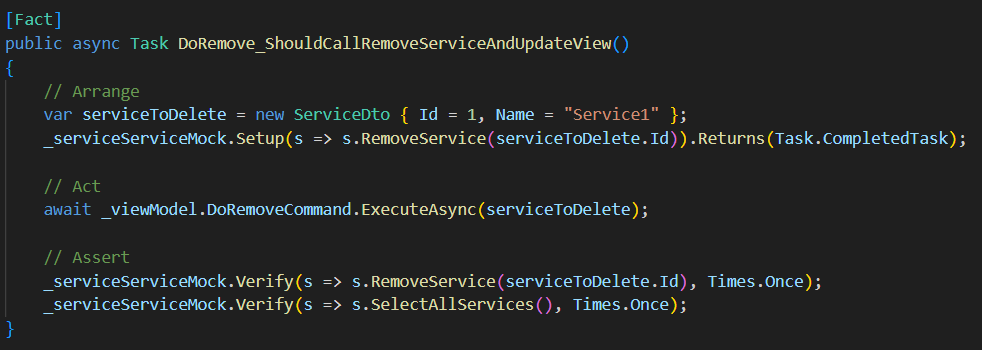 [Fact]
public async Task DoRemove_ShouldCallRemoveServiceAndUpdateView()
{
    // Arrange
    var serviceToDelete = new ServiceDto { Id = 1, Name = "Service1" };
    _serviceServiceMock.Setup(s => s.RemoveService(serviceToDelete.Id)).Returns(Task.CompletedTask);

    // Act
    await _viewModel.DoRemoveCommand.ExecuteAsync(serviceToDelete);

    // Assert
    _serviceServiceMock.Verify(s => s.RemoveService(serviceToDelete.Id), Times.Once);
    _serviceServiceMock.Verify(s => s.SelectAllServices(), Times.Once);
}